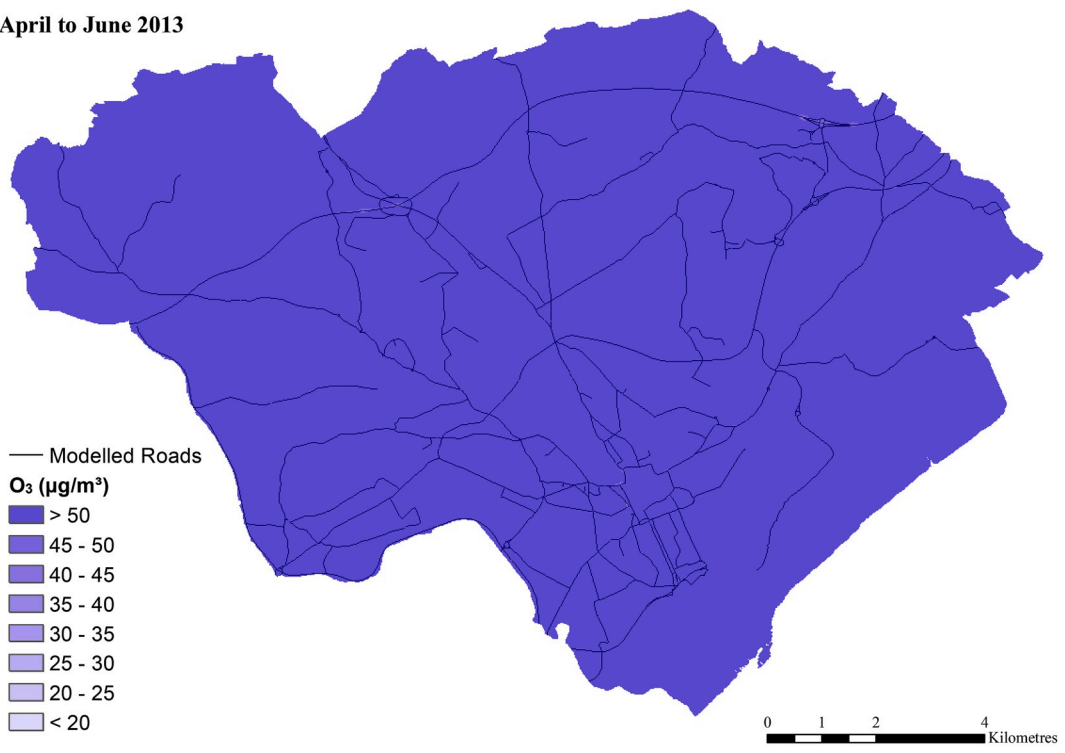 April to June 2013
Modelled Roads
O₃ (µg/m³)
> 50
45 - 50
40 - 45
35 - 40
30 - 35
25 - 30
20 - 25
< 20
0 1 2 4
Kilometres